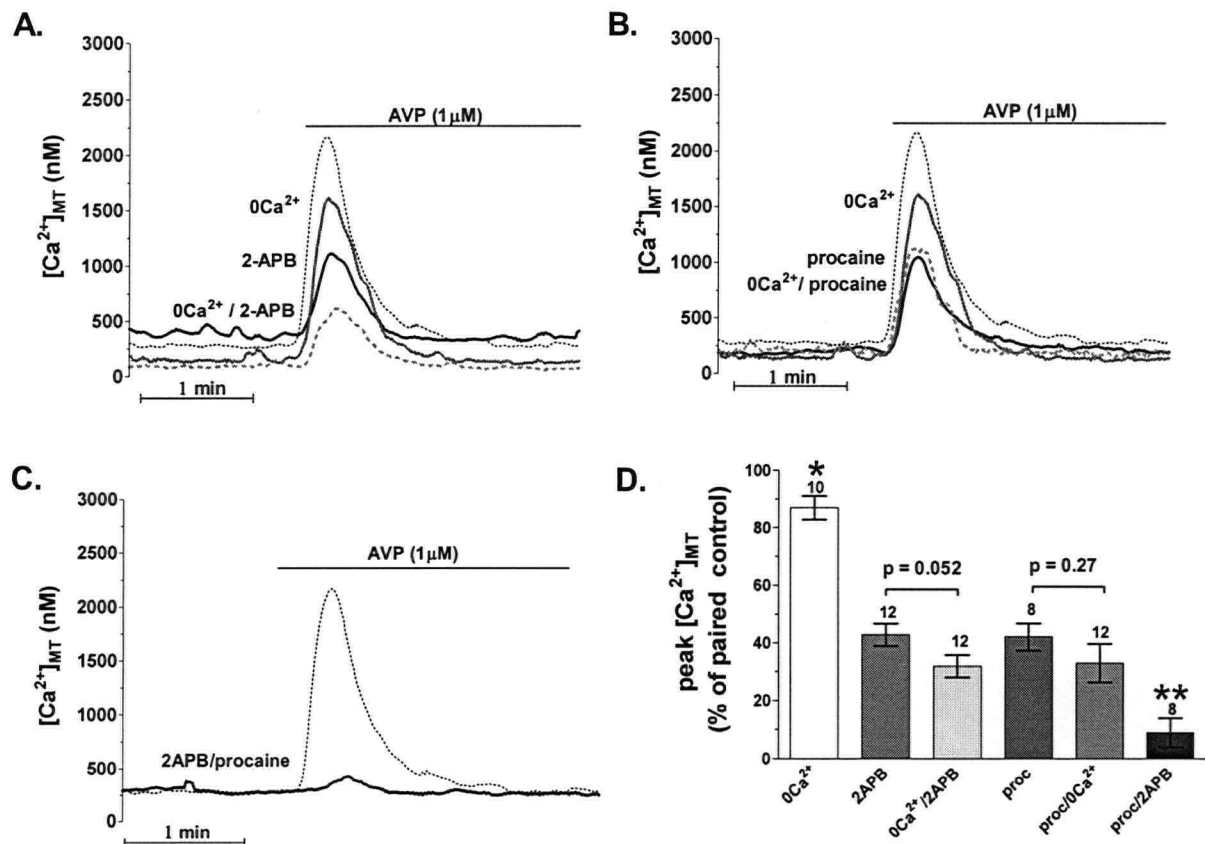 A.
3000
2500
2000
1500
1000
500
0
[Ca²⁺]MT (nM)
AVP (1μM)
0Ca²⁺
2-APB
0Ca²⁺ / 2-APB
1 min
B.
3000
2500
2000
1500
1000
500
0
[Ca²⁺]MT (nM)
AVP (1μM)
0Ca²⁺
procaine
0Ca²⁺/ procaine
1 min
C.
3000
2500
2000
1500
1000
500
0
[Ca²⁺]MT (nM)
AVP (1μM)
2APB/procaine
1 min
D.
100
80
60
40
20
0
peak [Ca²⁺]MT
(% of paired control)
*
10
p = 0.052
12
12
p = 0.27
8
12
**
8
0Ca²⁺
2APB
0Ca²⁺/2APB
proc
proc/0Ca²⁺
proc/2APB